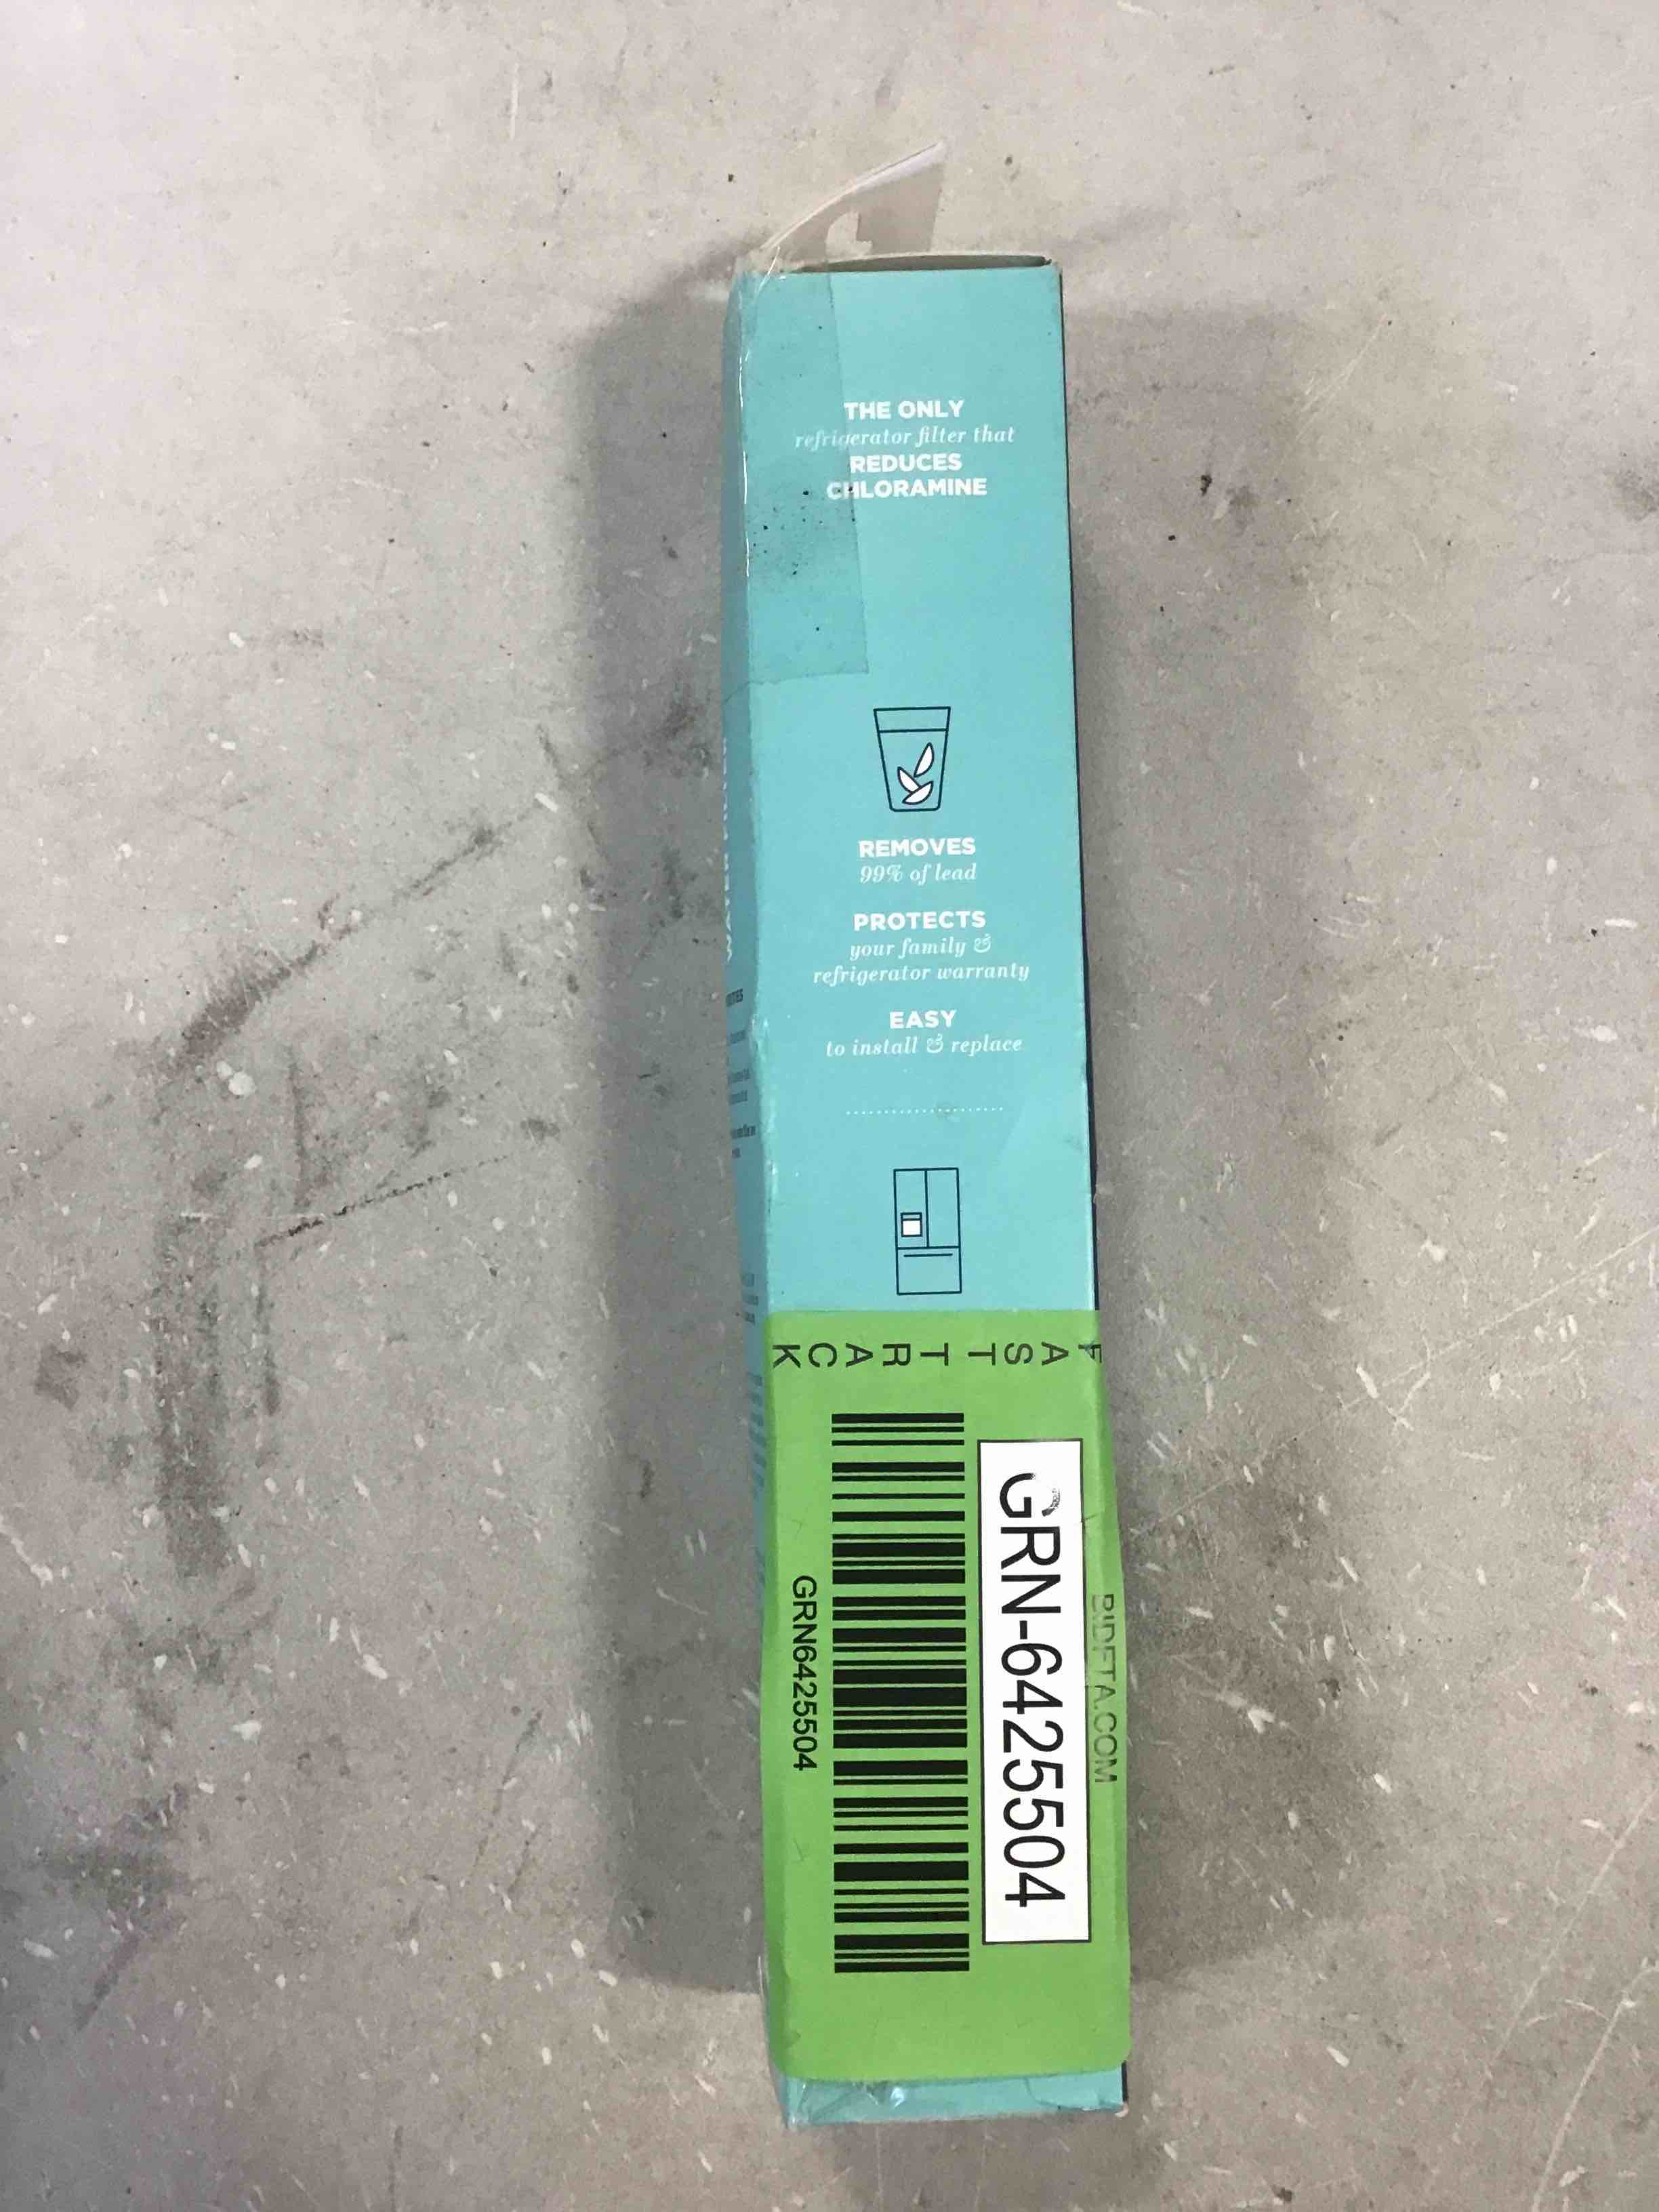 THE ONLY
refrigerator filter that
REDUCES
CHLORAMINE
REMOVES
99% of lead
PROTECTS
your family &
refrigerator warranty
EASY
to install & replace
FAST TRACK
BIDFTA.COM
GRN-6425504
GRN6425504